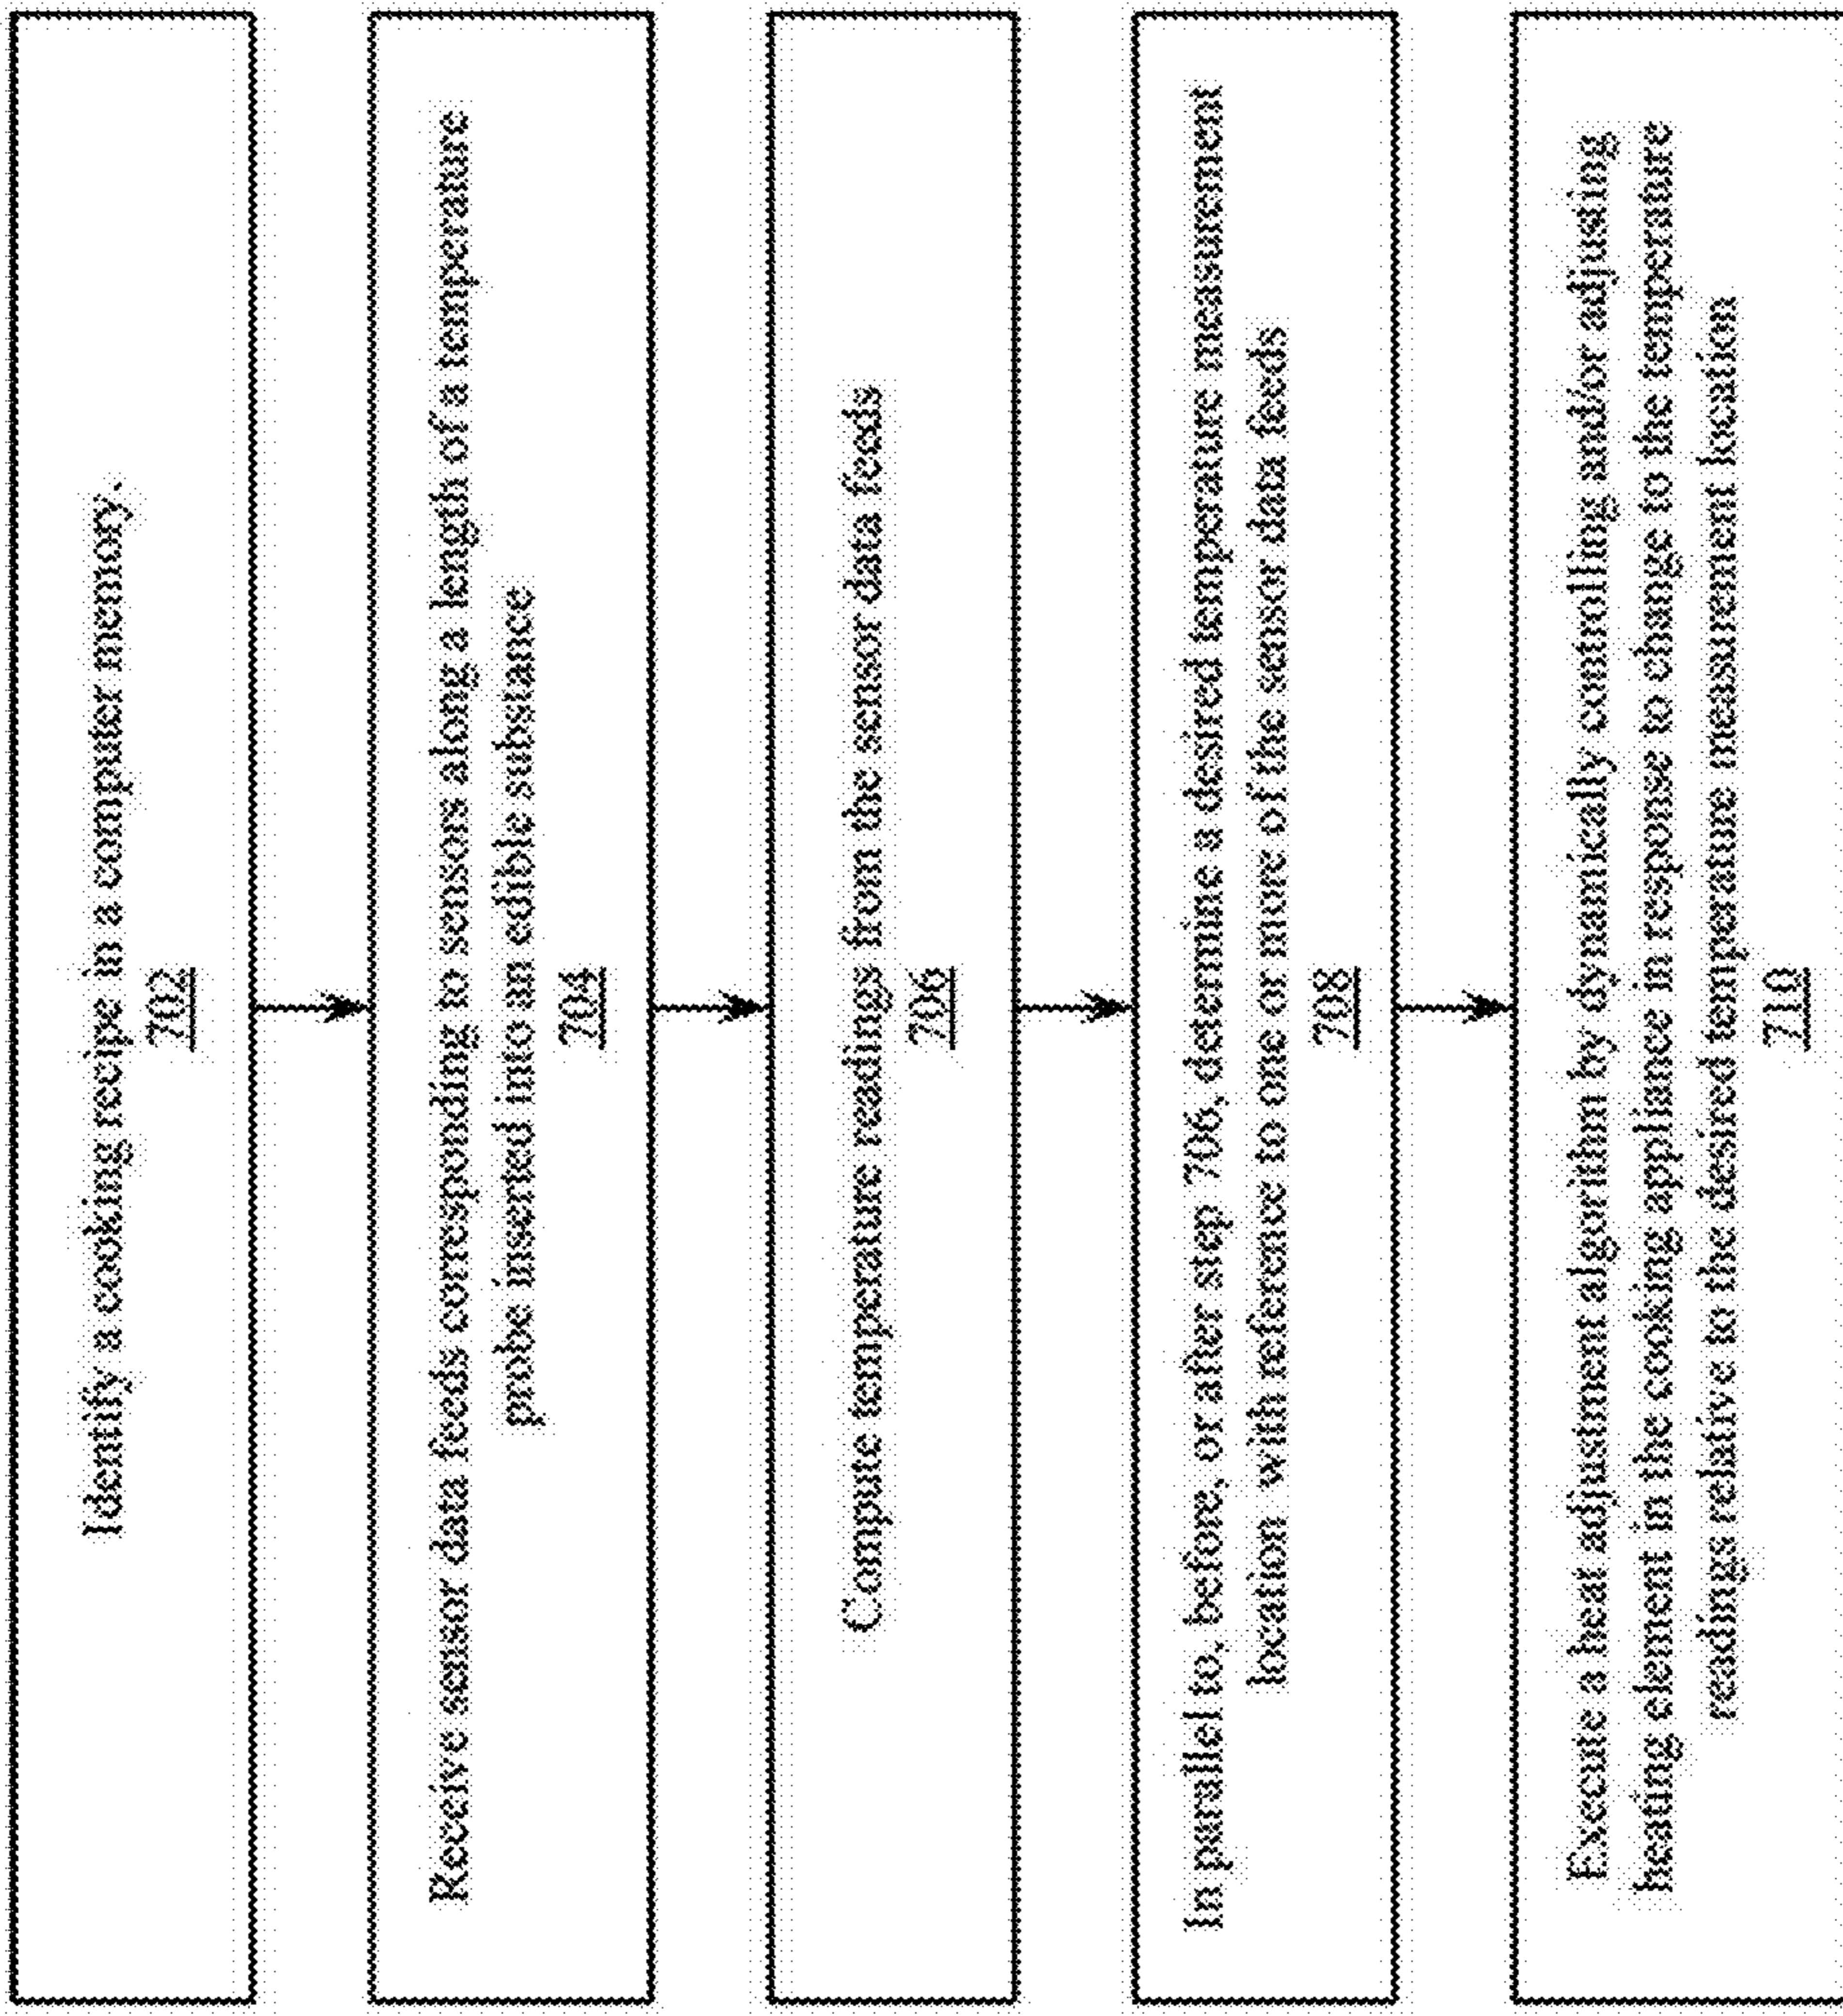 Identify a cooking recipe in a computer memory.
702
Receive sensor data feeds corresponding to sensors along a length of a temperature
probe inserted into an edible substance
704
Compute temperature readings from the sensor data feeds
706
In parallel to, before, or after step 706, determine a desired temperature measurement
location with reference to one or more of the sensor data feeds
708
Execute a heat adjustment algorithm by dynamically controlling and/or adjusting
heating element in the cooking appliance in response to change to the temperature
readings relative to the desired temperature measurement location
710